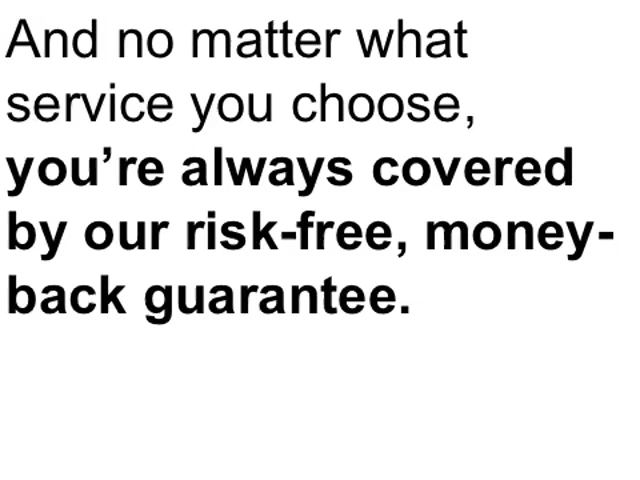 And no matter what
service you choose,
you’re always covered
by our risk-free, money-
back guarantee.